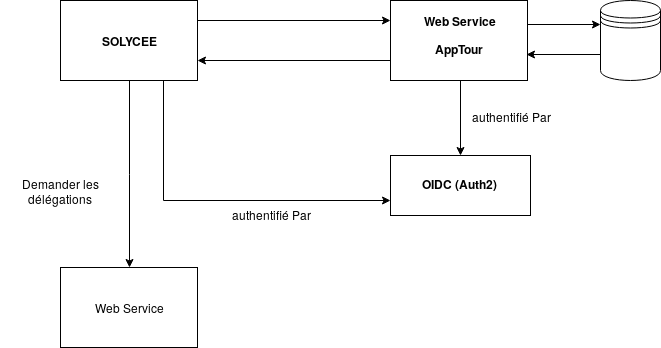 SOLYCEE
Web Service
AppTour
authentifié Par
OIDC (Auth2)
Demander les
délégations
authentifié Par
Web Service